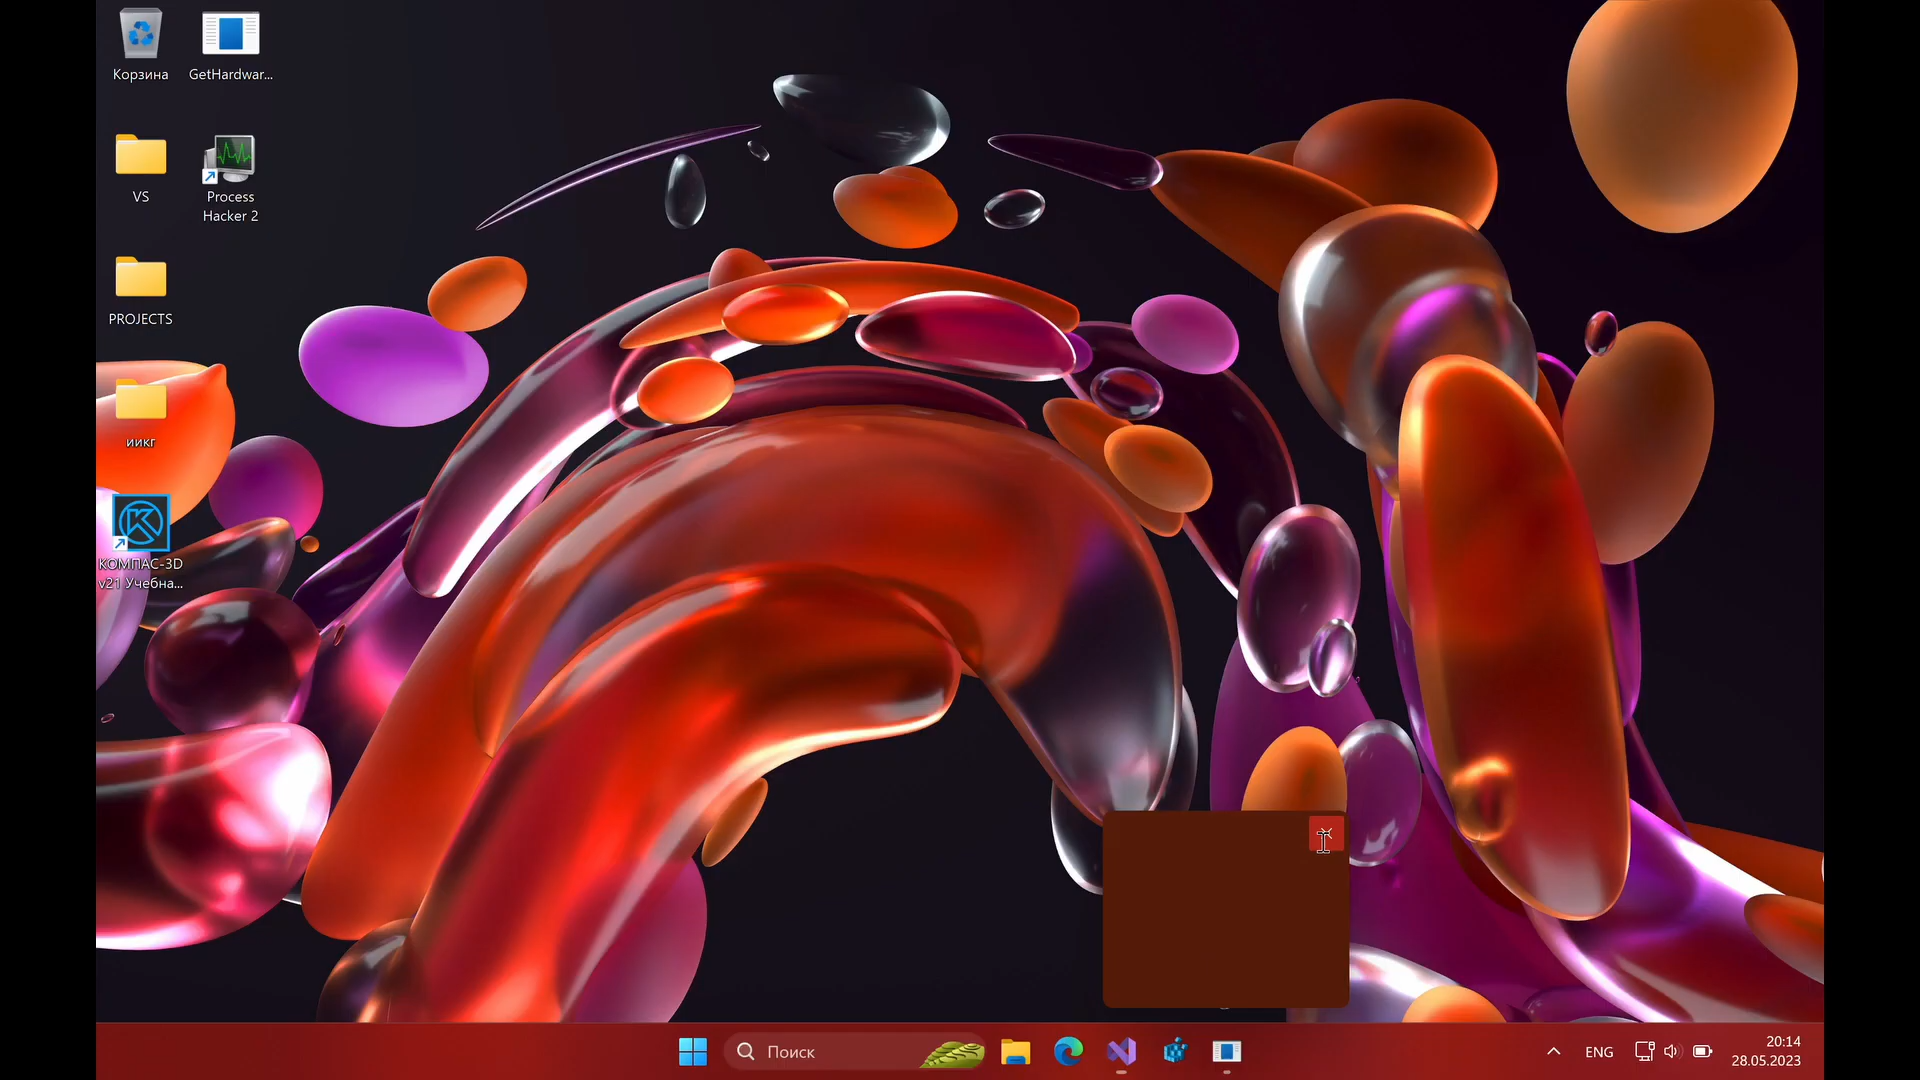 Корзина
GetHardwar...
VS
Process
Hacker 2
PROJECTS
иикг
КОМПАС-3D
v21 Учебна...
Поиск
ENG
20:14
28.05.2023